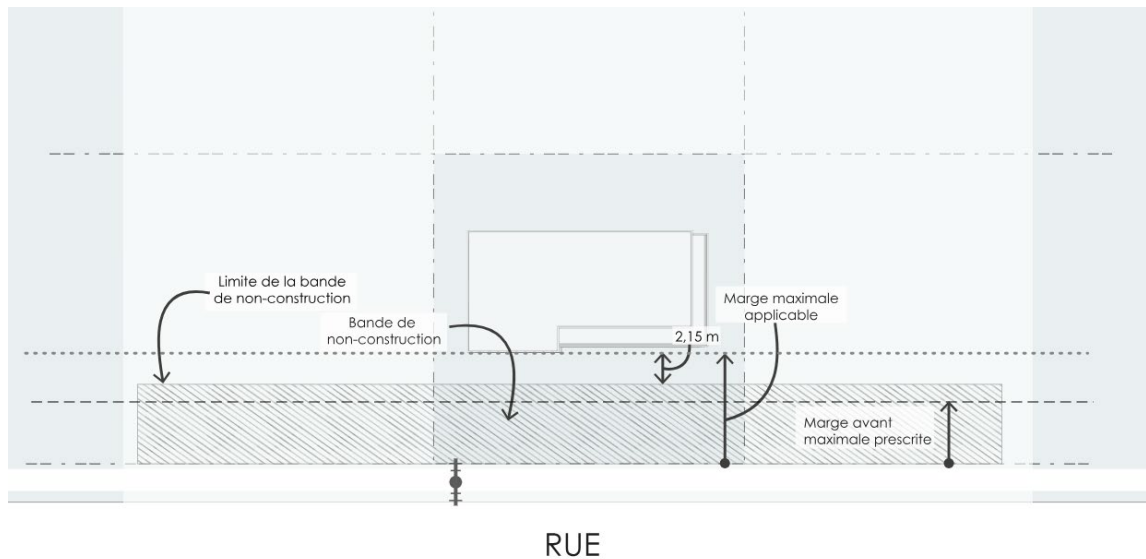 Limite de la bande
de non-construction
Bande de
non-construction
2,15 m
Marge maximale
applicable
Marge avant
maximale prescrite
RUE